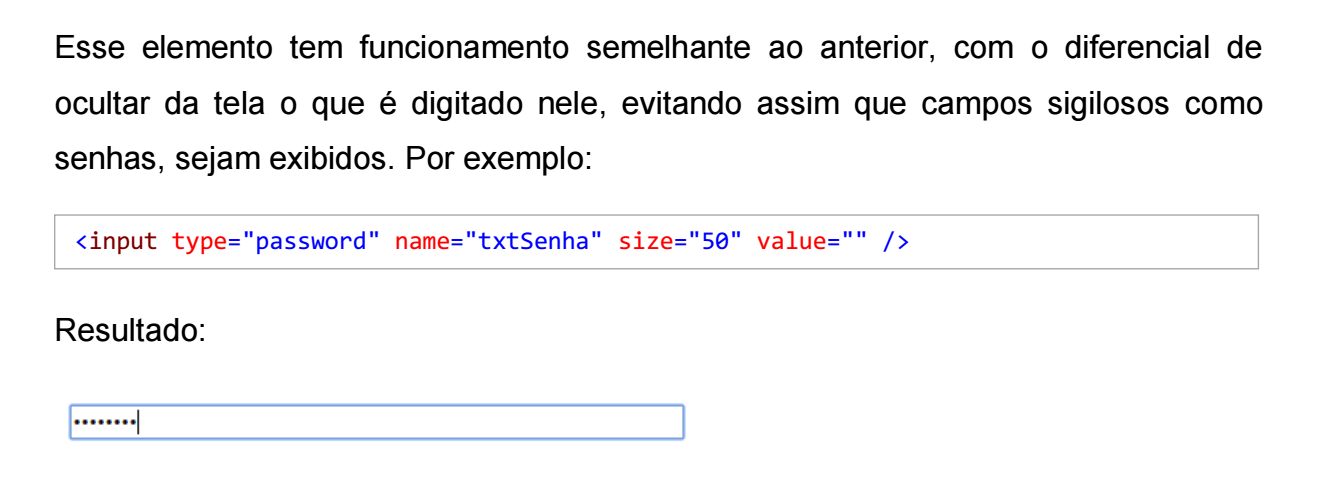 Esse elemento tem funcionamento semelhante ao anterior, com o diferencial de
ocultar da tela o que é digitado nele, evitando assim que campos sigilosos como
senhas, sejam exibidos. Por exemplo:
<input type="password" name="txtSenha" size="50" value="" />
Resultado:
••••••••